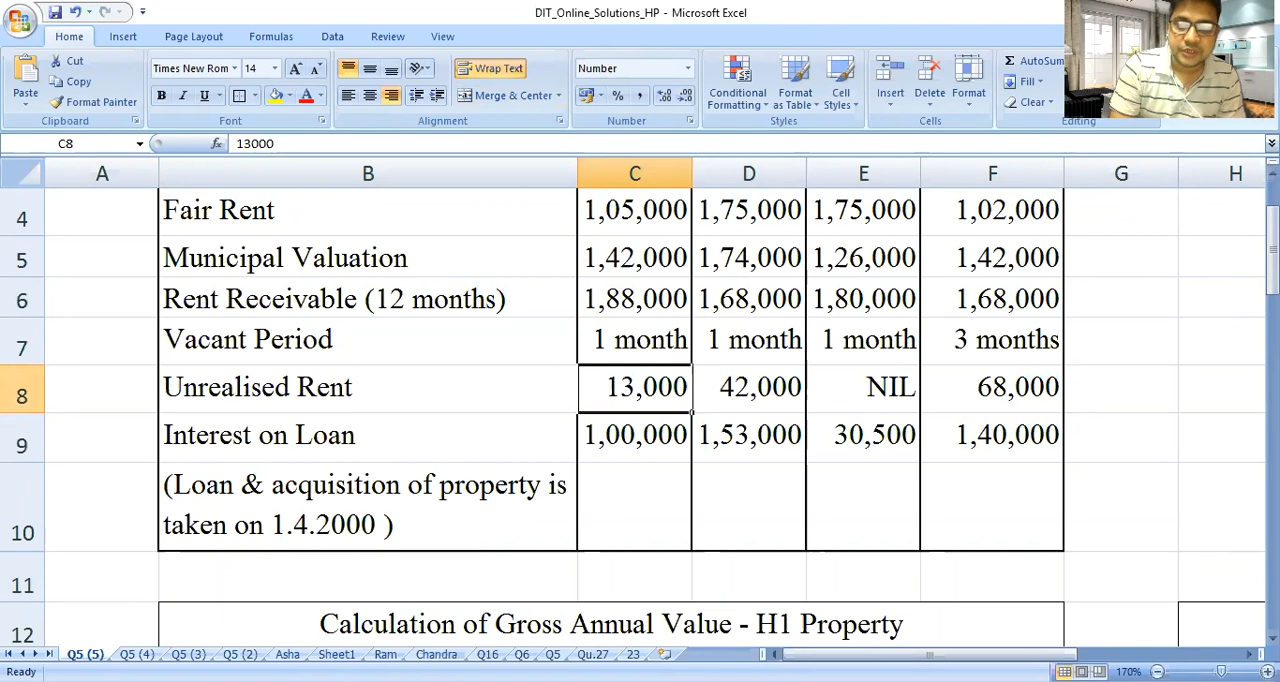 DIT_Online_Solutions_HP - Microsoft Excel
Home Insert Page Layout Formulas Data Review View
Paste Cut Copy Format Painter Clipboard
Times New Rom 14 A A B I U A Font
Wrap Text Merge & Center Alignment
Number % , .0 .00 .00 .0 Number
Conditional Formatting Format as Table Cell Styles Styles
Insert Delete Format Cells
Σ AutoSum Fill Clear Editing
C8 fx 13000
A B C D E F G H
4 Fair Rent 1,05,000 1,75,000 1,75,000 1,02,000
5 Municipal Valuation 1,42,000 1,74,000 1,26,000 1,42,000
6 Rent Receivable (12 months) 1,88,000 1,68,000 1,80,000 1,68,000
7 Vacant Period 1 month 1 month 1 month 3 months
8 Unrealised Rent 13,000 42,000 NIL 68,000
9 Interest on Loan 1,00,000 1,53,000 30,500 1,40,000
(Loan & acquisition of property is
10 taken on 1.4.2000 )
11
12 Calculation of Gross Annual Value - H1 Property
Q5 (5) Q5 (4) Q5 (3) Q5 (2) Asha Sheet1 Ram Chandra Q16 Q6 Q5 Qu.27 23
Ready 170%